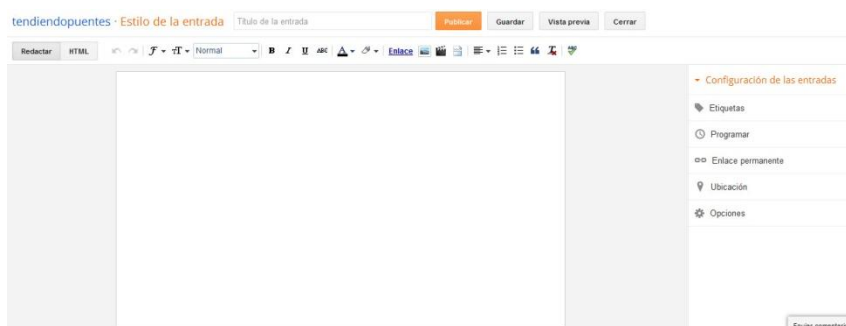 tendiendopuentes · Estilo de la entrada Título de la entrada Publicar Guardar Vista previa Cerrar
Redactar HTML Normal B I U ABC A Enlace
Configuración de las entradas
Etiquetas
Programar
Enlace permanente
Ubicación
Opciones